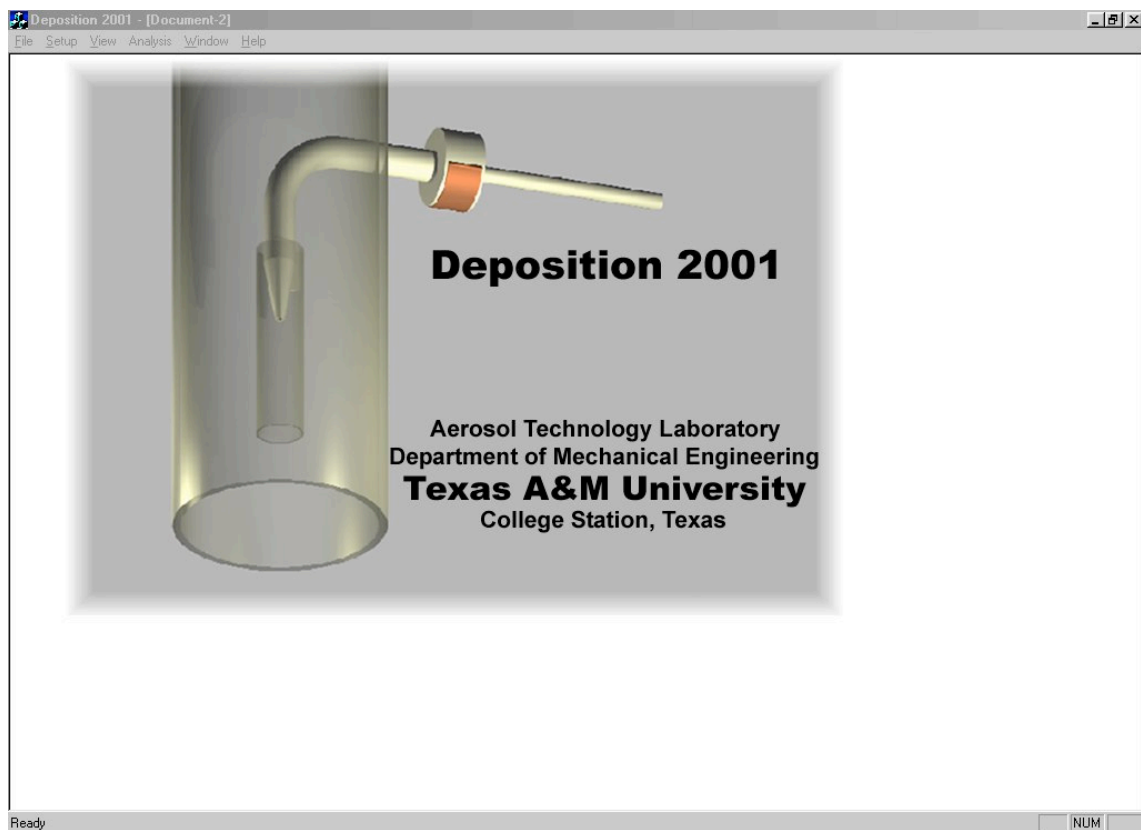 Deposition 2001 - [Document-2]
File Setup View Analysis Window Help
Deposition 2001
Aerosol Technology Laboratory
Department of Mechanical Engineering
Texas A&M University
College Station, Texas
Ready NUM